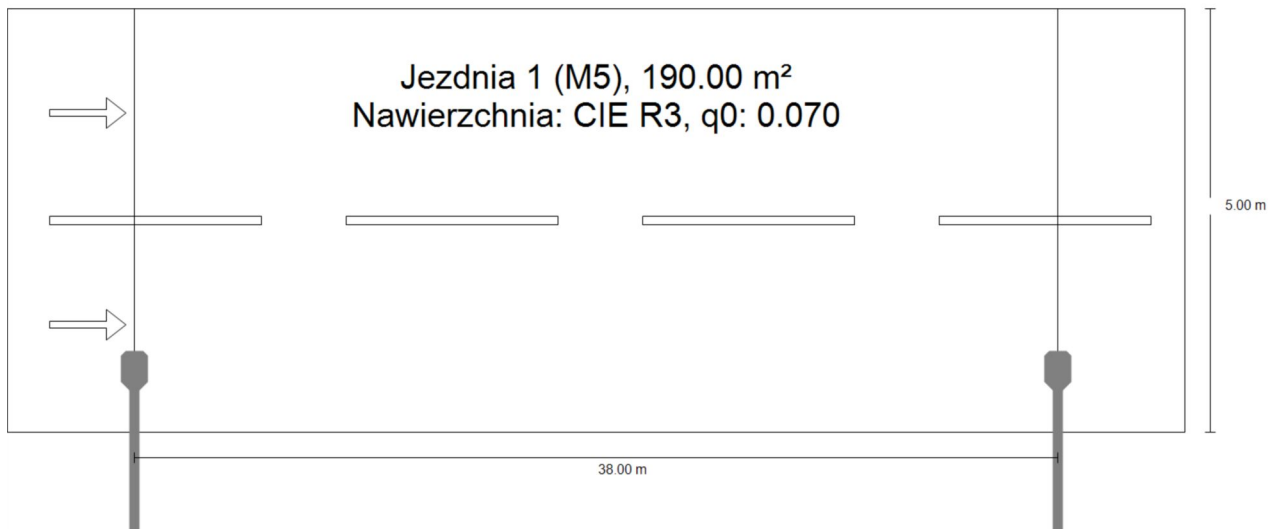 Jezdnia 1 (M5), 190.00 m²
Nawierzchnia: CIE R3, q0: 0.070
5.00 m
38.00 m